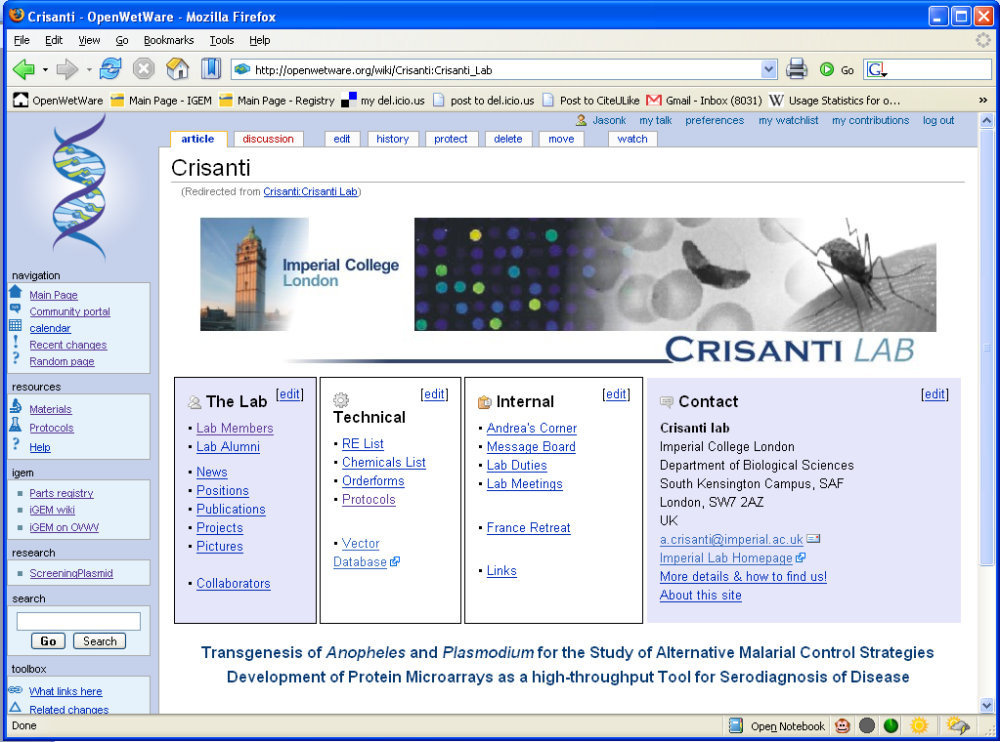 Crisanti - OpenWetWare - Mozilla Firefox
File Edit View Go Bookmarks Tools Help
http://openwetware.org/wiki/Crisanti:Crisanti_Lab Go G
OpenWetWare Main Page - IGEM Main Page - Registry my del.icio.us post to del.icio.us Post to CiteULike Gmail - Inbox (8031) W Usage Statistics for o... »
Jasonk my talk preferences my watchlist my contributions log out
article discussion edit history protect delete move watch
Crisanti
(Redirected from Crisanti:Crisanti Lab)
Imperial College
London
CRISANTI LAB
navigation
Main Page
Community portal
calendar
Recent changes
Random page
resources
Materials
Protocols
Help
igem
Parts registry
iGEM wiki
iGEM on OWW
research
ScreeningPlasmid
search
Go Search
toolbox
What links here
Related changes
The Lab [edit]
Lab Members
Lab Alumni
News
Positions
Publications
Projects
Pictures
Collaborators
[edit]
Technical
RE List
Chemicals List
Orderforms
Protocols
Vector
Database
Internal [edit]
Andrea's Corner
Message Board
Lab Duties
Lab Meetings
France Retreat
Links
Contact [edit]
Crisanti lab
Imperial College London
Department of Biological Sciences
South Kensington Campus, SAF
London, SW7 2AZ
UK
a.crisanti@imperial.ac.uk
Imperial Lab Homepage
More details & how to find us!
About this site
Transgenesis of Anopheles and Plasmodium for the Study of Alternative Malarial Control Strategies
Development of Protein Microarrays as a high-throughput Tool for Serodiagnosis of Disease
Done Open Notebook